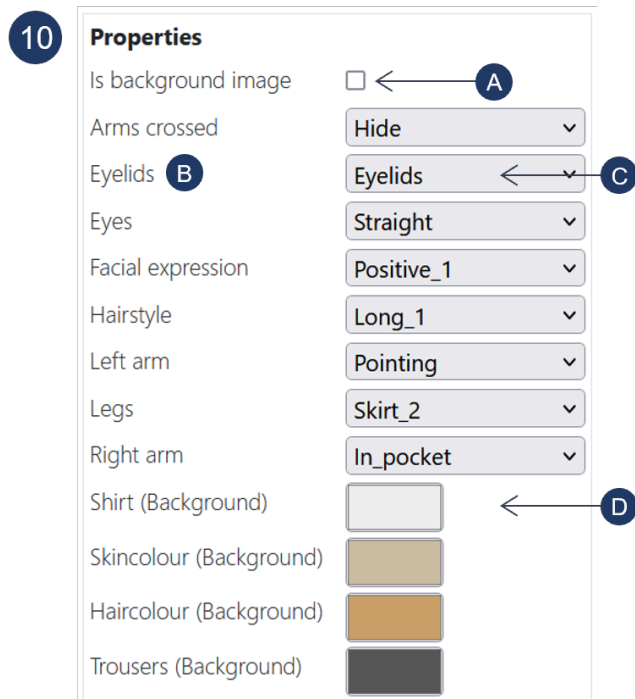 10 Properties
Is background image A
Arms crossed Hide
Eyelids B Eyelids C
Eyes Straight
Facial expression Positive_1
Hairstyle Long_1
Left arm Pointing
Legs Skirt_2
Right arm In_pocket
Shirt (Background) D
Skincolour (Background)
Haircolour (Background)
Trousers (Background)